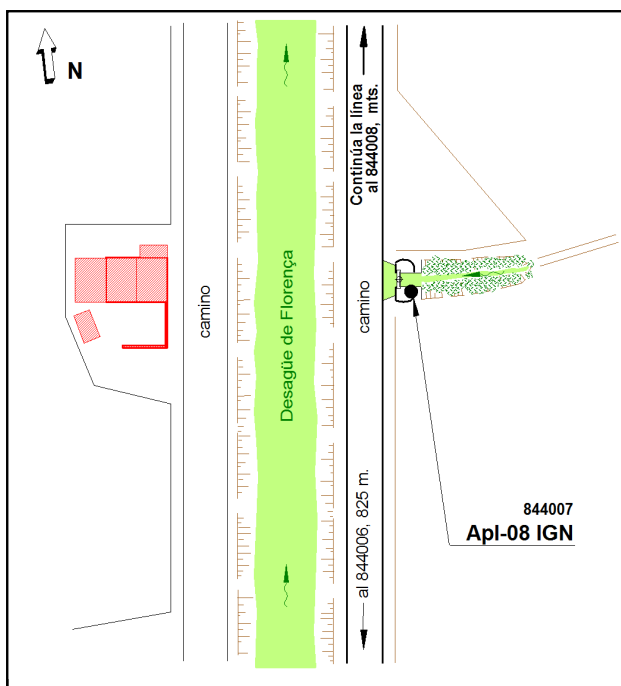 N
Continúa la línea
al 844008, mts.
camino
Desagüe de Florença
camino
al 844006, 825 m.
844007
Apl-08 IGN